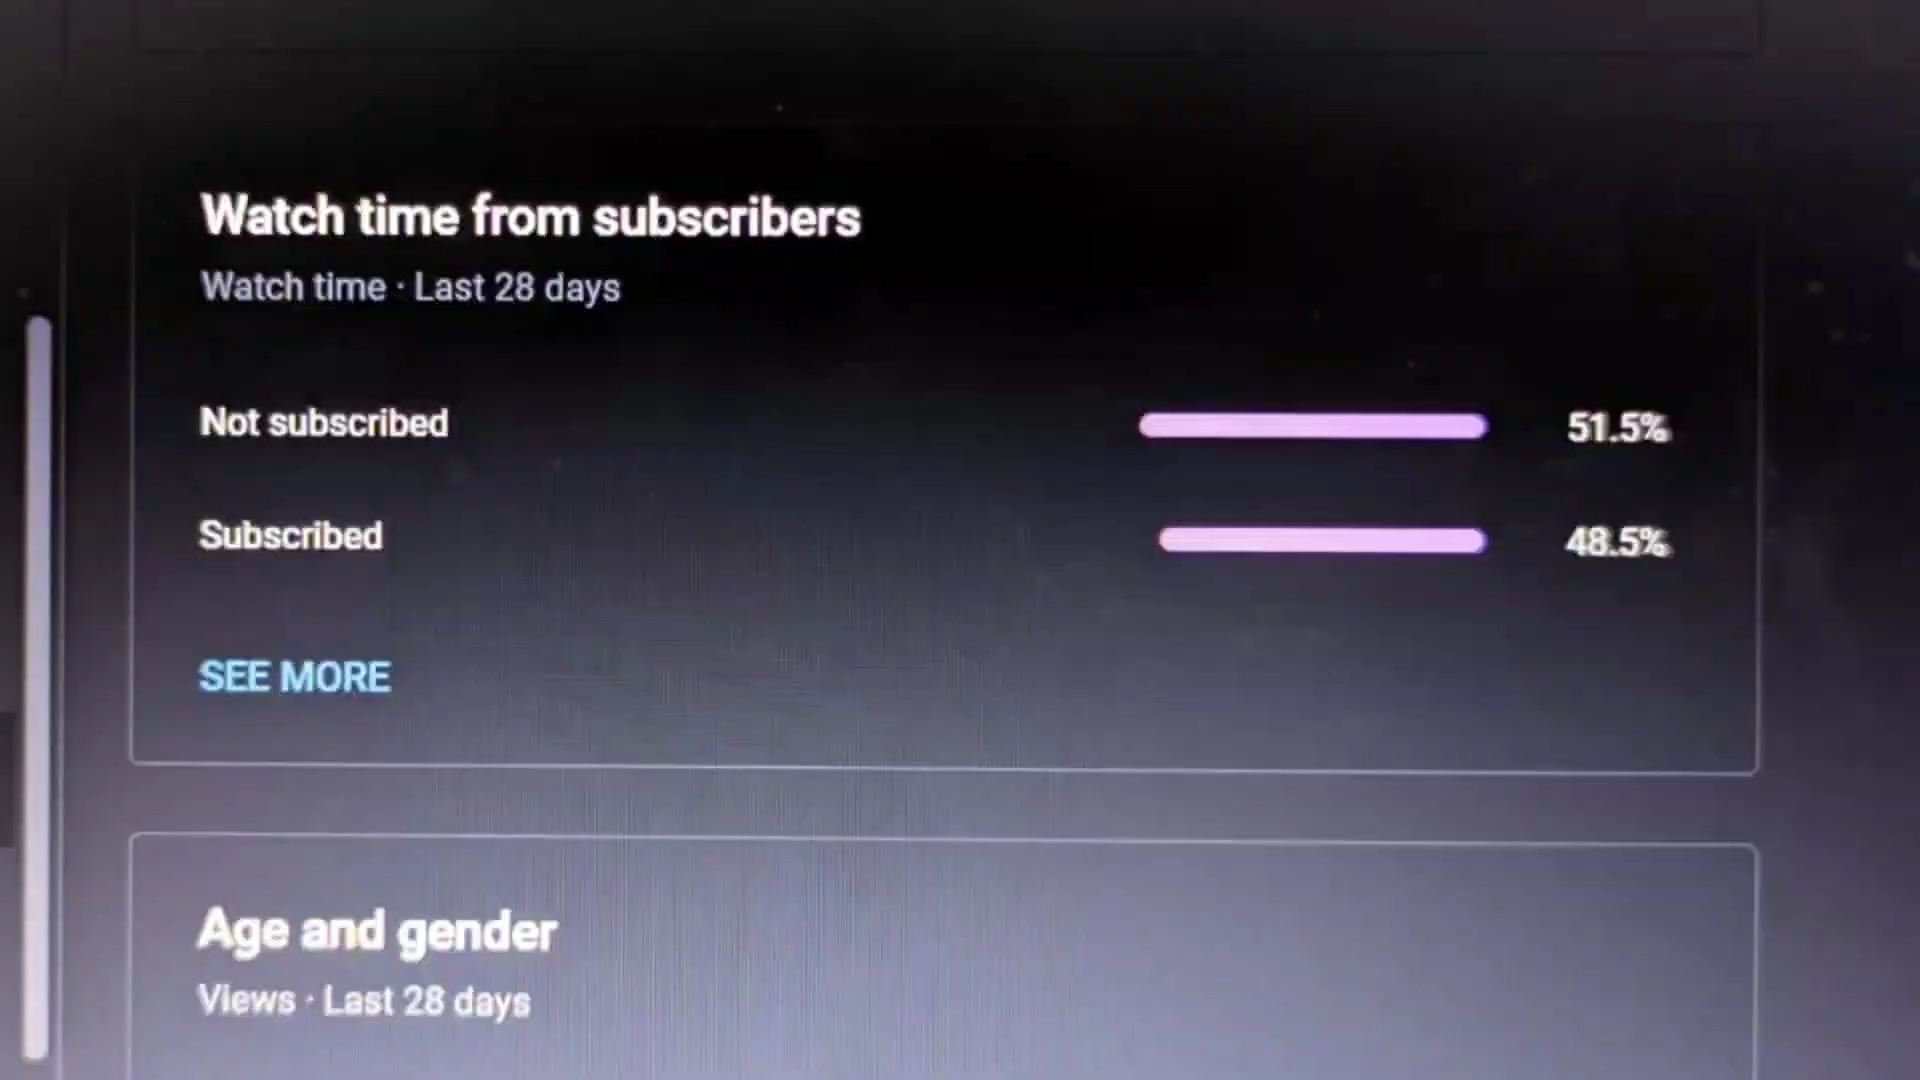 Watch time from subscribers
Watch time · Last 28 days
Not subscribed 51.5%
Subscribed 48.5%
SEE MORE
Age and gender
Views · Last 28 days